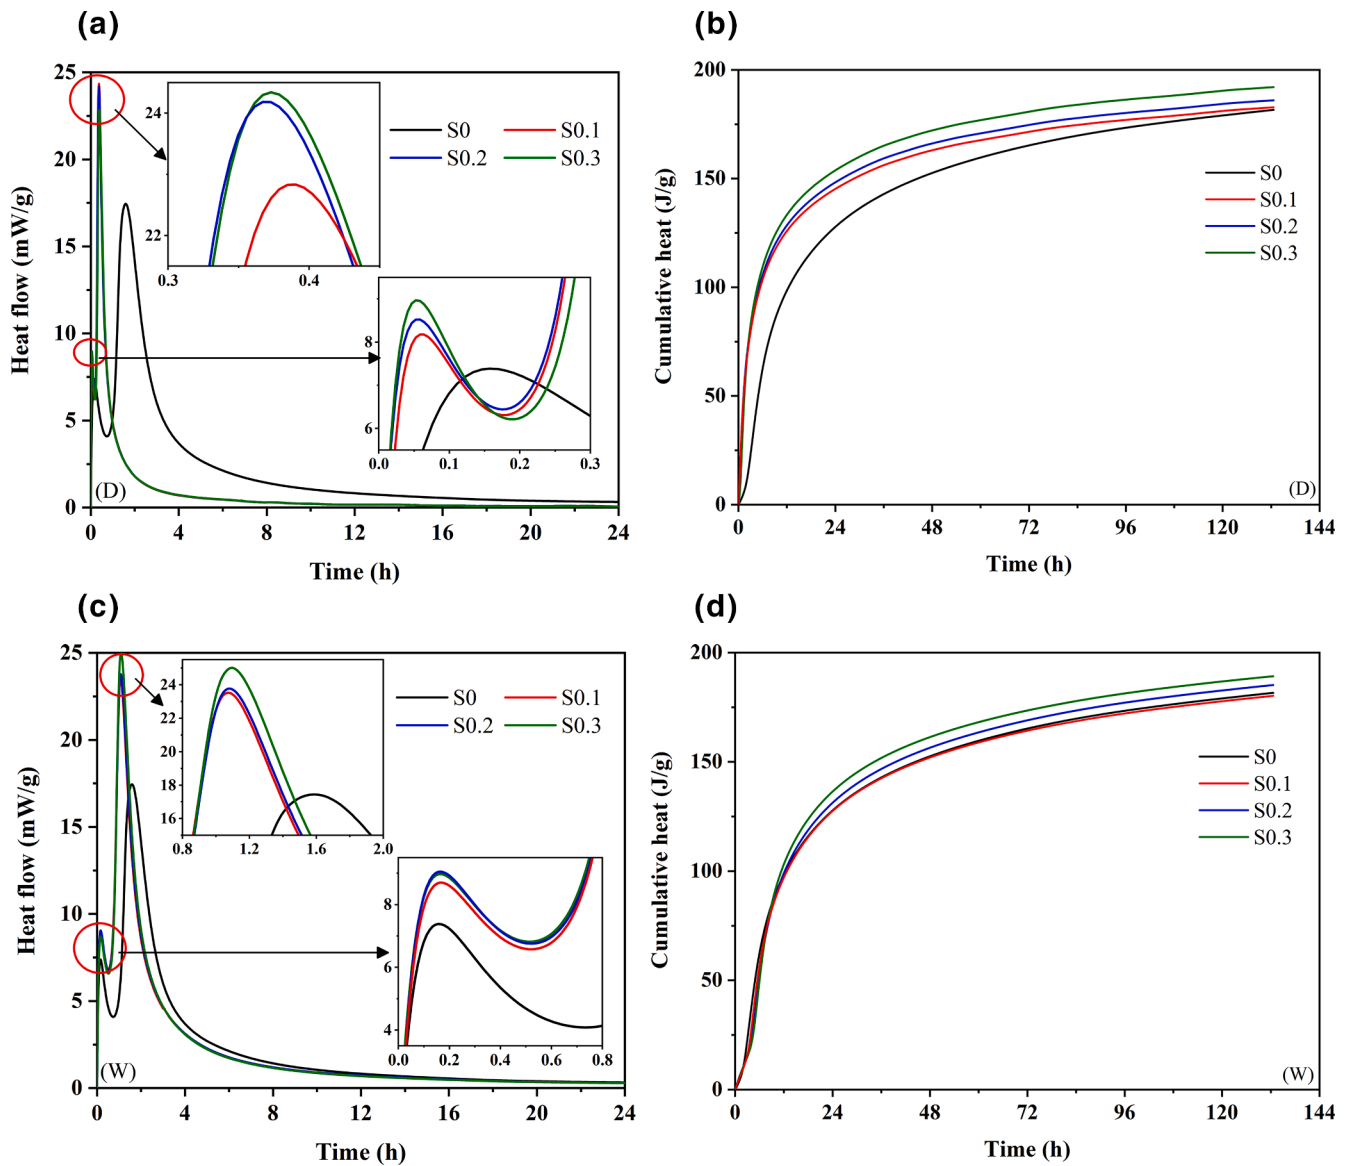 (a)
25
20
15
10
5
0
0 4 8 12 16 20 24
Heat flow (mW/g)
Time (h)
(D)
S0 S0.1
S0.2 S0.3
24
22
0.3 0.4
8
6
0.0 0.1 0.2 0.3
(b)
200
150
100
50
0
0 24 48 72 96 120 144
Cumulative heat (J/g)
Time (h)
S0
S0.1
S0.2
S0.3
(D)
(c)
25
20
15
10
5
0
0 4 8 12 16 20 24
Heat flow (mW/g)
Time (h)
(W)
S0 S0.1
S0.2 S0.3
24
22
20
18
16
0.8 1.2 1.6 2.0
8
6
4
0.0 0.2 0.4 0.6 0.8
(d)
200
150
100
50
0
0 24 48 72 96 120 144
Cumulative heat (J/g)
Time (h)
S0
S0.1
S0.2
S0.3
(W)